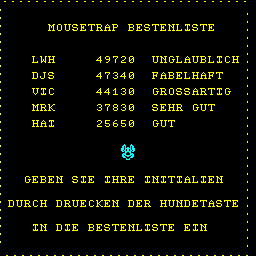 MOUSETRAP BESTENLISTE
LWH 49720 UNGLAUBLICH
DJS 47340 FABELHAFT
VIC 44130 GROSSARTIG
MRK 37830 SEHR GUT
HAI 25650 GUT
GEBEN SIE IHRE INITIALIEN
DURCH DRUECKEN DER HUNDETASTE
IN DIE BESTENLISTE EIN